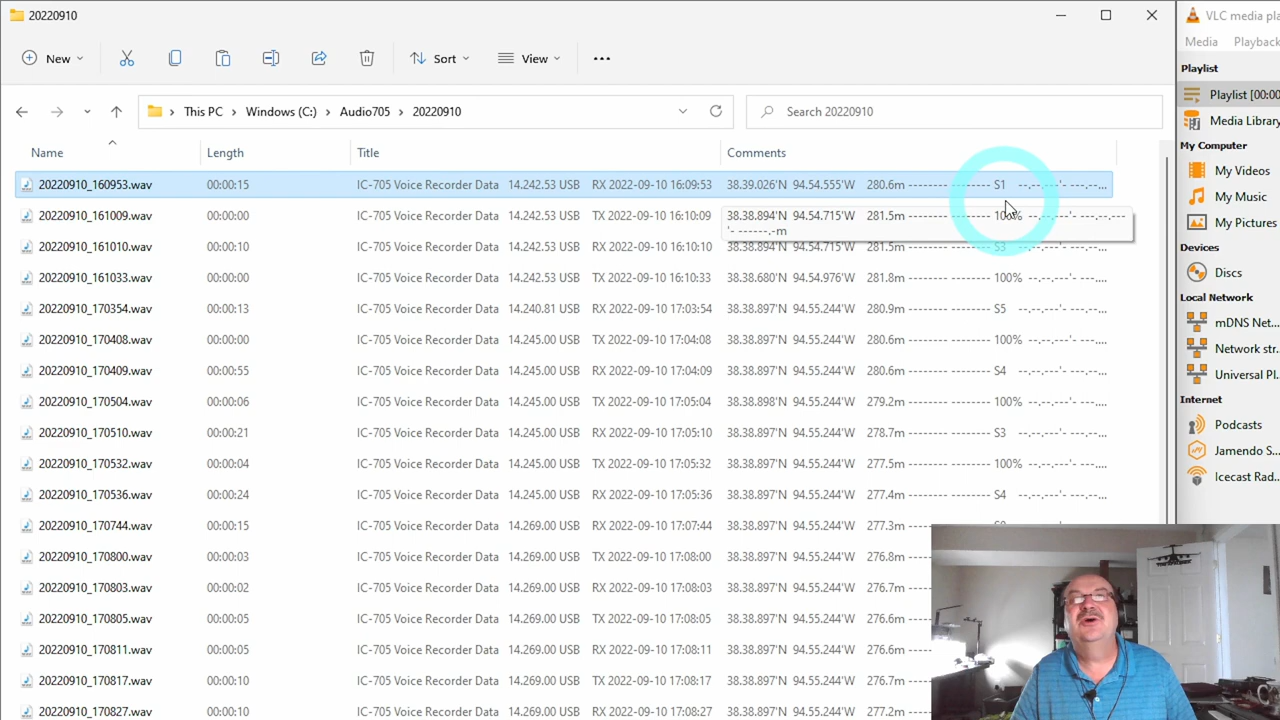 20220910
VLC media pla
New
Sort
View
Media Playback
Playlist
This PC > Windows (C:) > Audio705 > 20220910
Search 20220910
Playlist [00:00
Media Library
My Computer
My Videos
My Music
My Pictures
Devices
Discs
Local Network
mDNS Net...
Network str...
Universal Pl...
Internet
Podcasts
Jamendo S...
Icecast Rad...
Name Length Title Comments
20220910_160953.wav 00:00:15 IC-705 Voice Recorder Data 14.242.53 USB RX 2022-09-10 16:09:53 38.39.026'N 94.54.555'W 280.6m -------- -------- S1 --.--.---'- ---.--...
20220910_161009.wav 00:00:00 IC-705 Voice Recorder Data 14.242.53 USB TX 2022-09-10 16:10:09 38.38.894'N 94.54.715'W 281.5m -------- -------- 100% --.--.---'- ---.--.---
'- ------.-m
20220910_161010.wav 00:00:10 IC-705 Voice Recorder Data 14.242.53 USB RX 2022-09-10 16:10:10 38.38.894'N 94.54.715'W 281.5m -------- -------- S3 --.--.---'- ---.--...
20220910_161033.wav 00:00:00 IC-705 Voice Recorder Data 14.242.53 USB TX 2022-09-10 16:10:33 38.38.680'N 94.54.976'W 281.8m -------- -------- 100% --.--.---'- ---....
20220910_170354.wav 00:00:13 IC-705 Voice Recorder Data 14.240.81 USB RX 2022-09-10 17:03:54 38.38.897'N 94.55.244'W 280.9m -------- -------- S5 --.--.---'- ---.--...
20220910_170408.wav 00:00:00 IC-705 Voice Recorder Data 14.245.00 USB TX 2022-09-10 17:04:08 38.38.897'N 94.55.244'W 280.6m -------- -------- 100% --.--.---'- ---....
20220910_170409.wav 00:00:55 IC-705 Voice Recorder Data 14.245.00 USB RX 2022-09-10 17:04:09 38.38.897'N 94.55.244'W 280.6m -------- -------- S4 --.--.---'- ---.--...
20220910_170504.wav 00:00:06 IC-705 Voice Recorder Data 14.245.00 USB TX 2022-09-10 17:05:04 38.38.898'N 94.55.244'W 279.2m -------- -------- 100% --.--.---'- ---....
20220910_170510.wav 00:00:21 IC-705 Voice Recorder Data 14.245.00 USB RX 2022-09-10 17:05:10 38.38.897'N 94.55.244'W 278.7m -------- -------- S3 --.--.---'- ---.--...
20220910_170532.wav 00:00:04 IC-705 Voice Recorder Data 14.245.00 USB TX 2022-09-10 17:05:32 38.38.897'N 94.55.244'W 277.5m -------- -------- 100% --.--.---'- ---....
20220910_170536.wav 00:00:24 IC-705 Voice Recorder Data 14.245.00 USB RX 2022-09-10 17:05:36 38.38.897'N 94.55.244'W 277.4m -------- -------- S4 --.--.---'- ---.--...
20220910_170744.wav 00:00:15 IC-705 Voice Recorder Data 14.269.00 USB RX 2022-09-10 17:07:44 38.38.897'N 94.55.244'W 277.3m
20220910_170800.wav 00:00:03 IC-705 Voice Recorder Data 14.269.00 USB TX 2022-09-10 17:08:00 38.38.897'N 94.55.244'W 276.8m ----
20220910_170803.wav 00:00:02 IC-705 Voice Recorder Data 14.269.00 USB RX 2022-09-10 17:08:03 38.38.897'N 94.55.244'W 276.7m ----
20220910_170805.wav 00:00:05 IC-705 Voice Recorder Data 14.269.00 USB TX 2022-09-10 17:08:05 38.38.897'N 94.55.244'W 276.6m ----
20220910_170811.wav 00:00:05 IC-705 Voice Recorder Data 14.269.00 USB RX 2022-09-10 17:08:11 38.38.897'N 94.55.244'W 276.6m ----
20220910_170817.wav 00:00:10 IC-705 Voice Recorder Data 14.269.00 USB TX 2022-09-10 17:08:17 38.38.897'N 94.55.244'W 276.7m ----
20220910_170827.wav 00:00:10 IC-705 Voice Recorder Data 14.269.00 USB RX 2022-09-10 17:08:27 38.38.897'N 94.55.244'W 277.2m ----